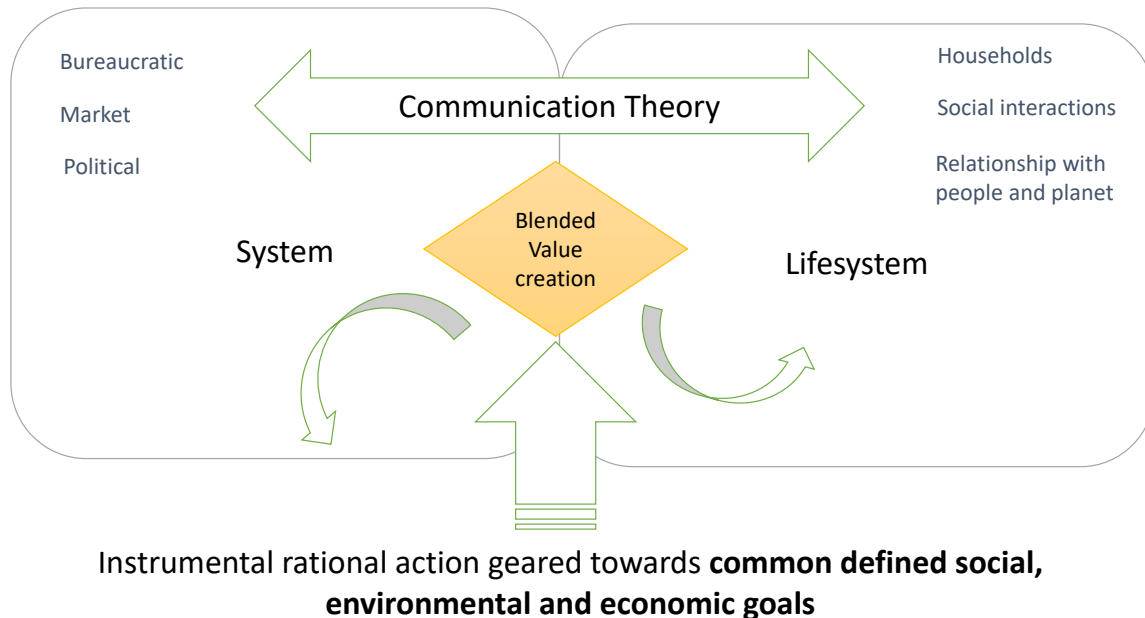 Bureaucratic
Market
Political
Households
Social interactions
Relationship with
people and planet
Communication Theory
Blended
Value
creation
System
Lifesystem
Instrumental rational action geared towards common defined social,
environmental and economic goals